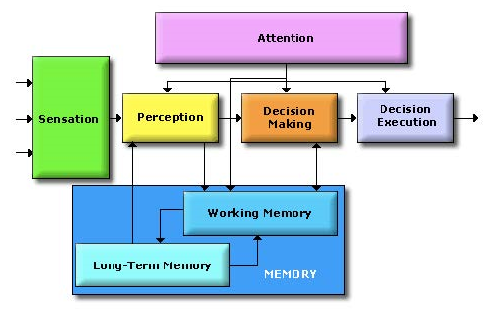 Attention
Sensation
Perception
Decision
Making
Decision
Execution
Working Memory
Long-Term Memory
MEMORY